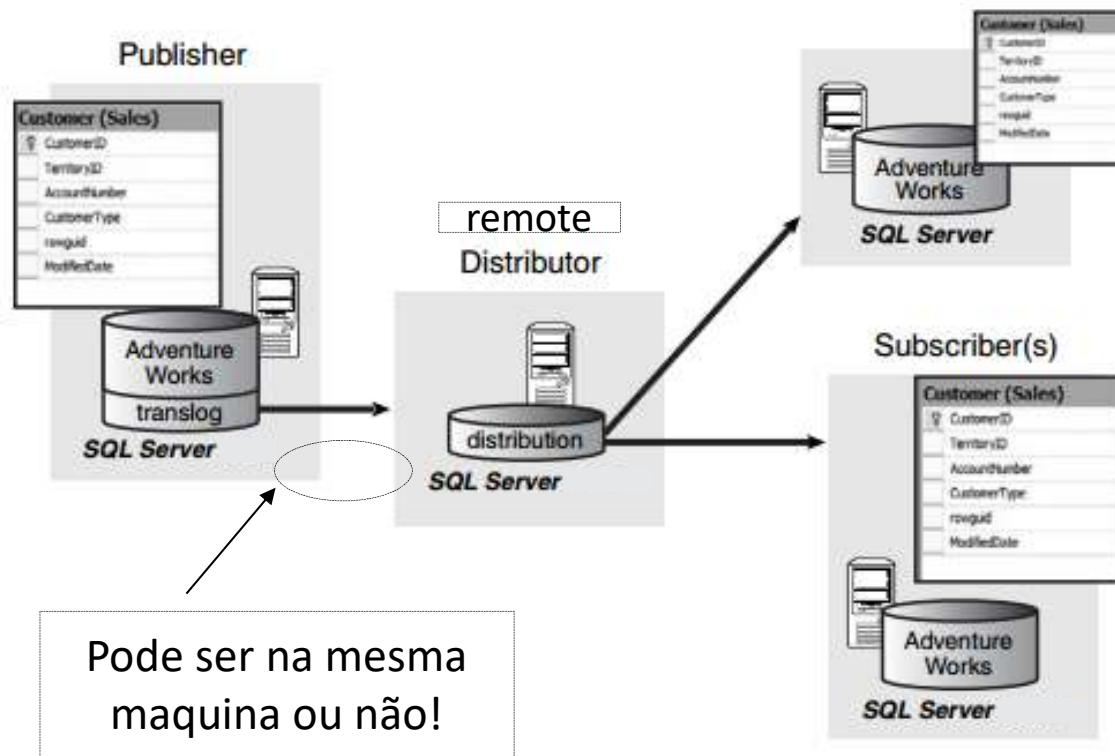 Publisher
Customer (Sales)
CustomerID
TerritoryID
AccountNumber
CustomerType
rowguid
ModifiedDate
Adventure
Works
translog
SQL Server
remote
Distributor
distribution
SQL Server
Customer (Sales)
CustomerID
TerritoryID
AccountNumber
CustomerType
rowguid
ModifiedDate
Adventure
Works
SQL Server
Subscriber(s)
Customer (Sales)
CustomerID
TerritoryID
AccountNumber
CustomerType
rowguid
ModifiedDate
Adventure
Works
SQL Server
Pode ser na mesma
maquina ou não!